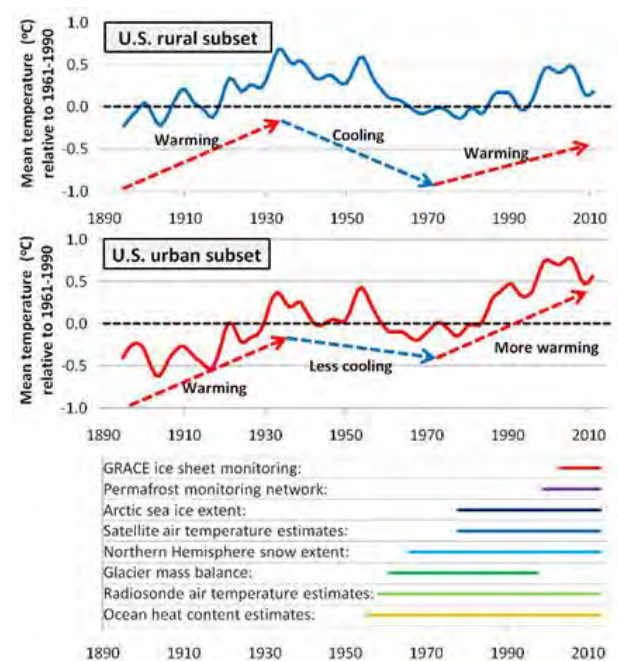 Mean temperature (ºC)
relative to 1961-1990
1.0
U.S. rural subset
0.5
0.0
Warming
Cooling
-0.5
Warming
-1.0
1890 1910 1930 1950 1970 1990 2010
Mean temperature (ºC)
relative to 1961-1990
1.0
U.S. urban subset
0.5
0.0
-0.5
More warming
Less cooling
Warming
-1.0
1890 1910 1930 1950 1970 1990 2010
GRACE ice sheet monitoring:
Permafrost monitoring network:
Arctic sea ice extent:
Satellite air temperature estimates:
Northern Hemisphere snow extent:
Glacier mass balance:
Radiosonde air temperature estimates:
Ocean heat content estimates:
1890 1910 1930 1950 1970 1990 2010